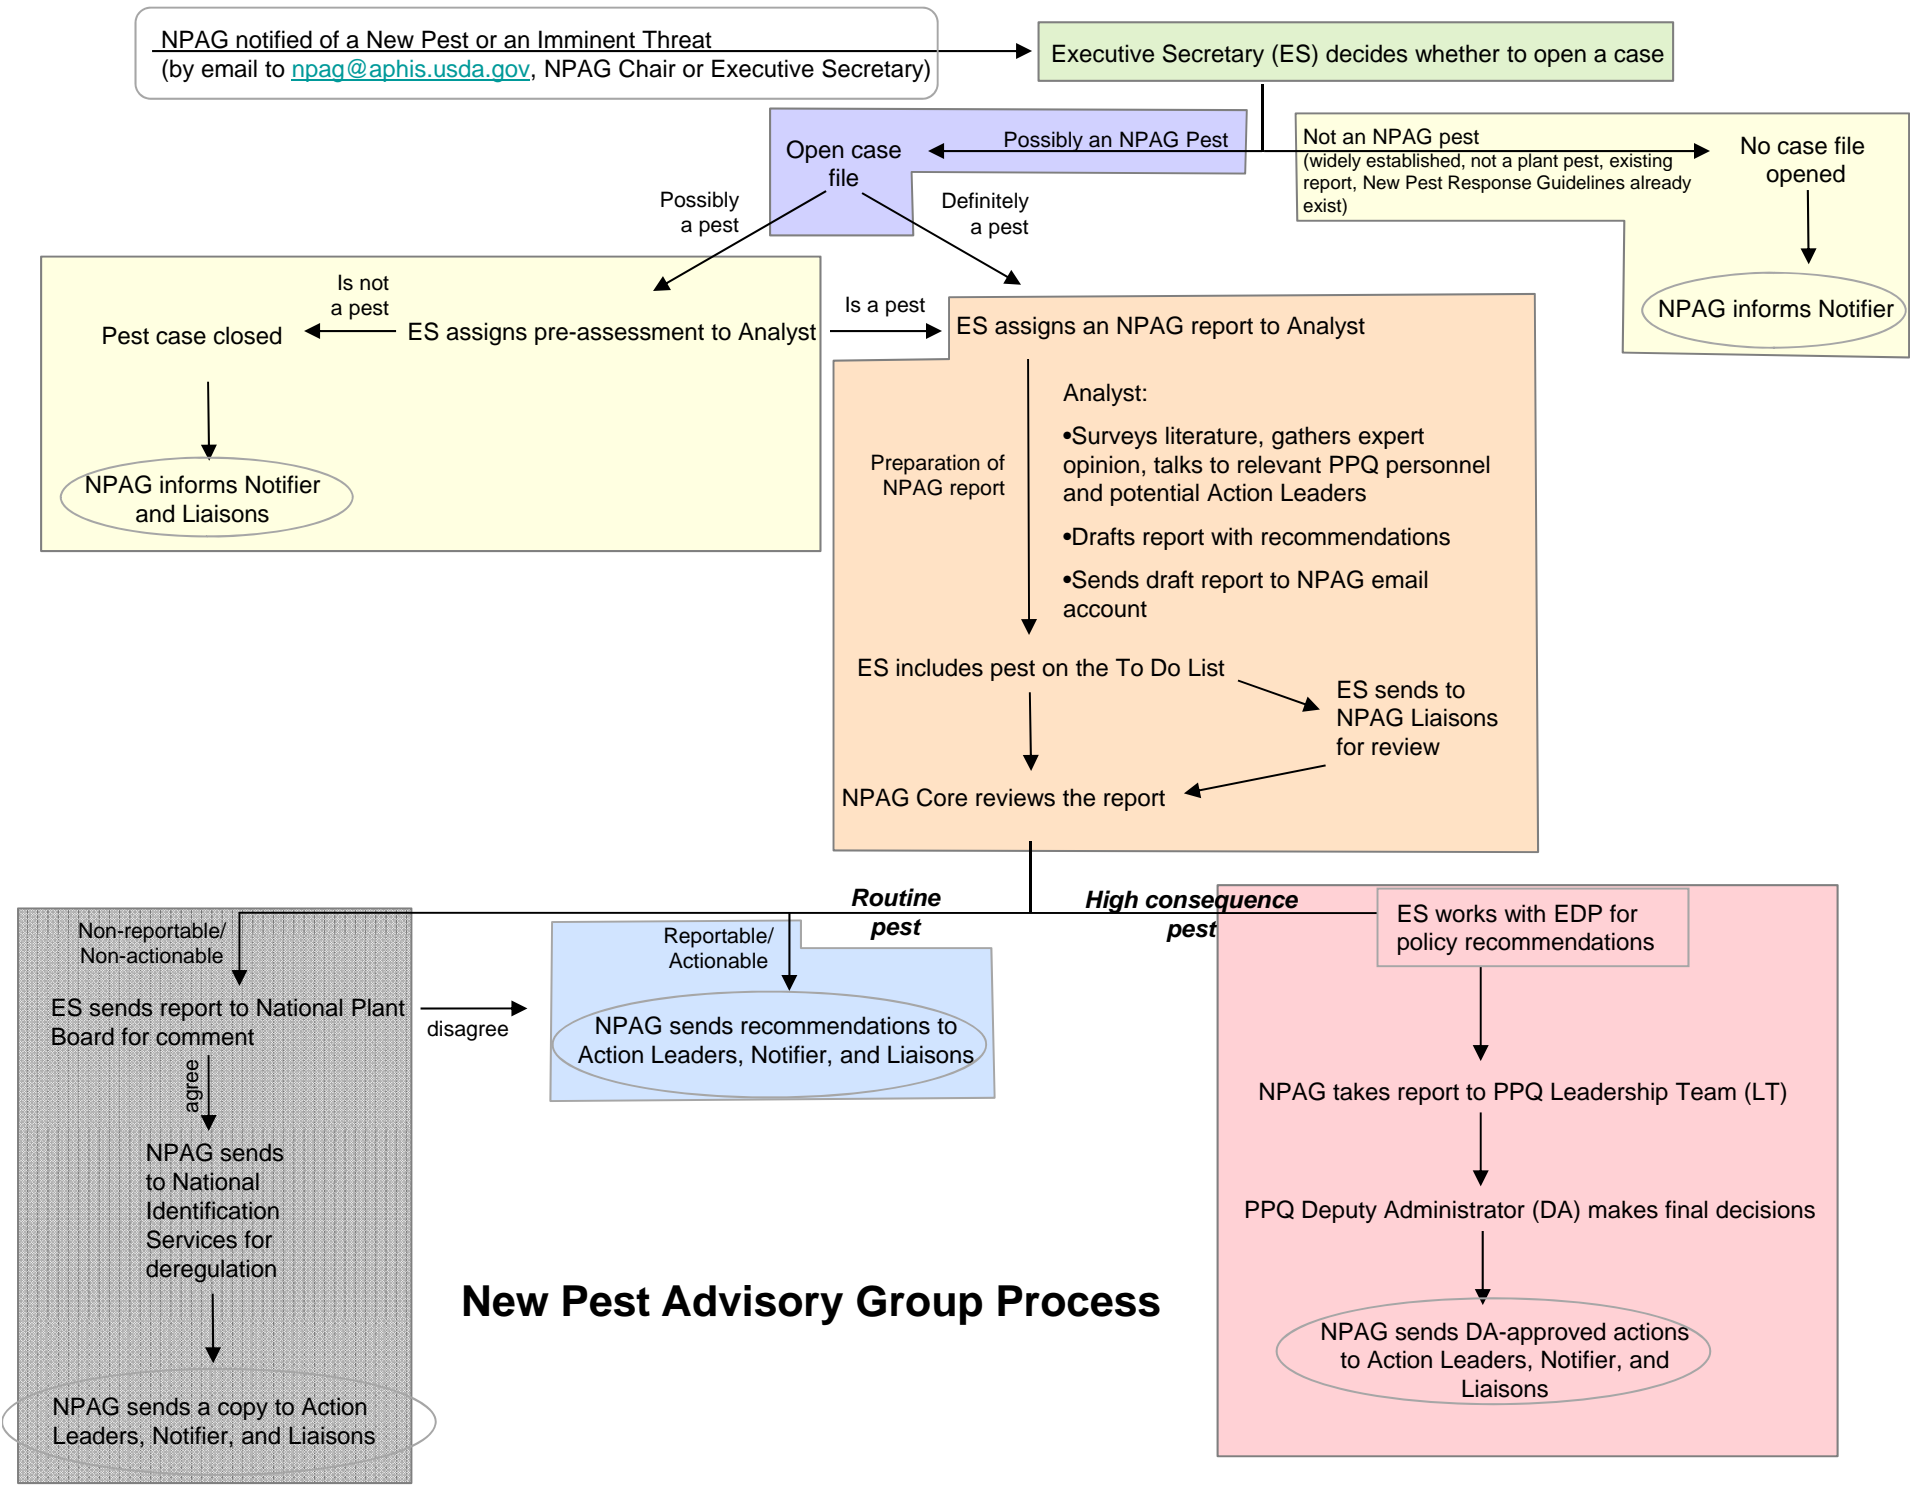 NPAG notified of a New Pest or an Imminent Threat
(by email to npag@aphis.usda.gov, NPAG Chair or Executive Secretary)
Executive Secretary (ES) decides whether to open a case
Possibly an NPAG Pest
Open case
file
Not an NPAG pest
(widely established, not a plant pest, existing
report, New Pest Response Guidelines already
exist)
No case file
opened
NPAG informs Notifier
Possibly
a pest
Definitely
a pest
Is not
a pest
Pest case closed
ES assigns pre-assessment to Analyst
Is a pest
NPAG informs Notifier
and Liaisons
ES assigns an NPAG report to Analyst
Preparation of
NPAG report
Analyst:
•Surveys literature, gathers expert
opinion, talks to relevant PPQ personnel
and potential Action Leaders
•Drafts report with recommendations
•Sends draft report to NPAG email
account
ES includes pest on the To Do List
ES sends to
NPAG Liaisons
for review
NPAG Core reviews the report
Routine
pest
High consequence
pest
Non-reportable/
Non-actionable
ES sends report to National Plant
Board for comment
disagree
agree
NPAG sends
to National
Identification
Services for
deregulation
NPAG sends a copy to Action
Leaders, Notifier, and Liaisons
Reportable/
Actionable
NPAG sends recommendations to
Action Leaders, Notifier, and Liaisons
ES works with EDP for
policy recommendations
NPAG takes report to PPQ Leadership Team (LT)
PPQ Deputy Administrator (DA) makes final decisions
NPAG sends DA-approved actions
to Action Leaders, Notifier, and
Liaisons
New Pest Advisory Group Process